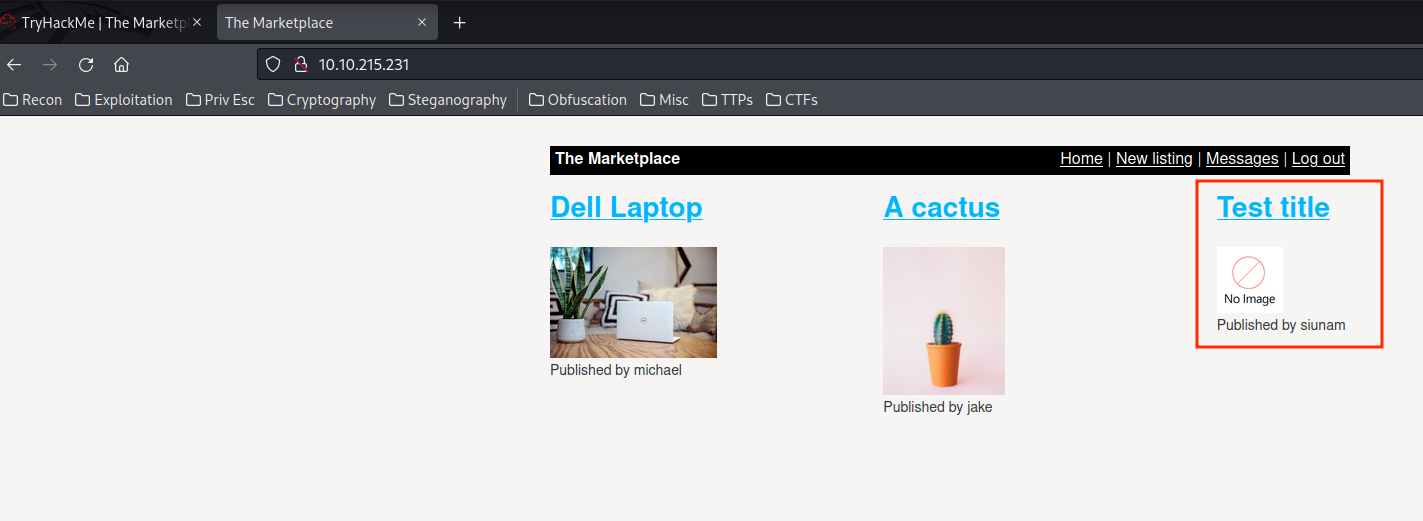 TryHackMe | The Marketp
The Marketplace
10.10.215.231
Recon Exploitation Priv Esc Cryptography Steganography Obfuscation Misc TTPs CTFs
The Marketplace Home | New listing | Messages | Log out
Dell Laptop A cactus Test title
No Image
Published by siunam
Published by michael
Published by jake